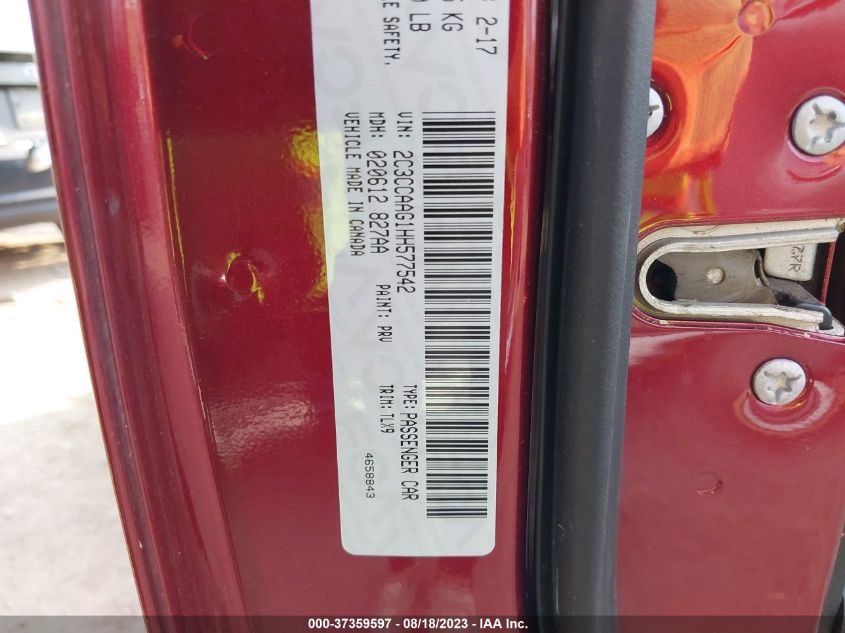 : 2-17
KG
LB
E SAFETY,
VIN: 2C3CCAAG1HH577542
TYPE: PASSENGER CAR
MDH: 020612 827AA
PAINT: PRV
TRIM: TLX9
VEHICLE MADE IN CANADA
4658843
000-37359597 - 08/18/2023 - IAA Inc.